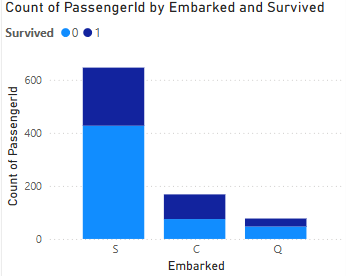 Count of PassengerId by Embarked and Survived
Survived 0 1
600
400
200
0
Count of PassengerId
S C Q
Embarked